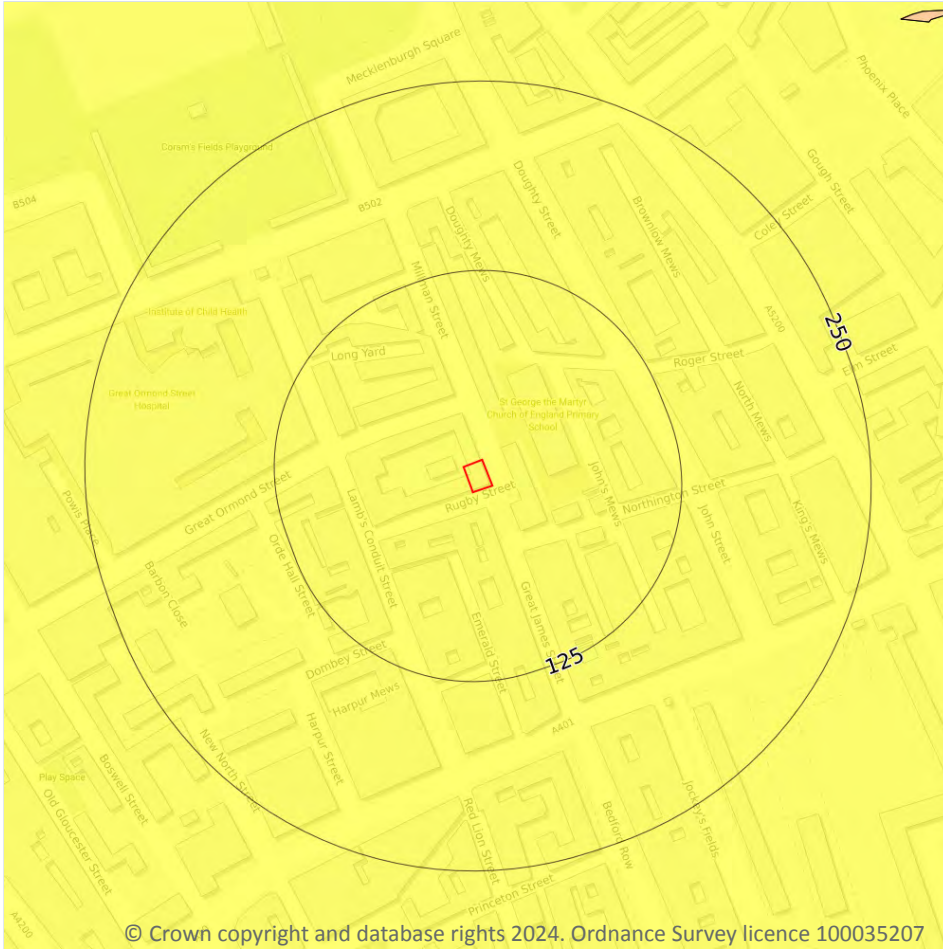 Mecklenburgh Square
Phoenix Place
Coram's Fields Playground
Gough Street
B504
B502
Doughty Street
Brownlow Mews
Coley Street
Doughty Mews
Millman Street
Institute of Child Health
A5200
250
Long Yard
Roger Street
Elm Street
Great Ormond Street
Hospital
St George the Martyr
Church of England Primary
School
North Mews
Powis Place
Great Ormond Street
Lamb's Conduit Street
Rugby Street
John's Mews
Northington Street
John Street
King's Mews
Orde Hall Street
Barbon Close
Great James Street
Emerald Street
Dombey Street
125
Harpur Mews
Harpur Street
A401
New North Street
Boswell Street
Play Space
Old Gloucester Street
Jockey's Fields
Red Lion Street
Bedford Row
Princeton Street
A4200
© Crown copyright and database rights 2024. Ordnance Survey licence 100035207